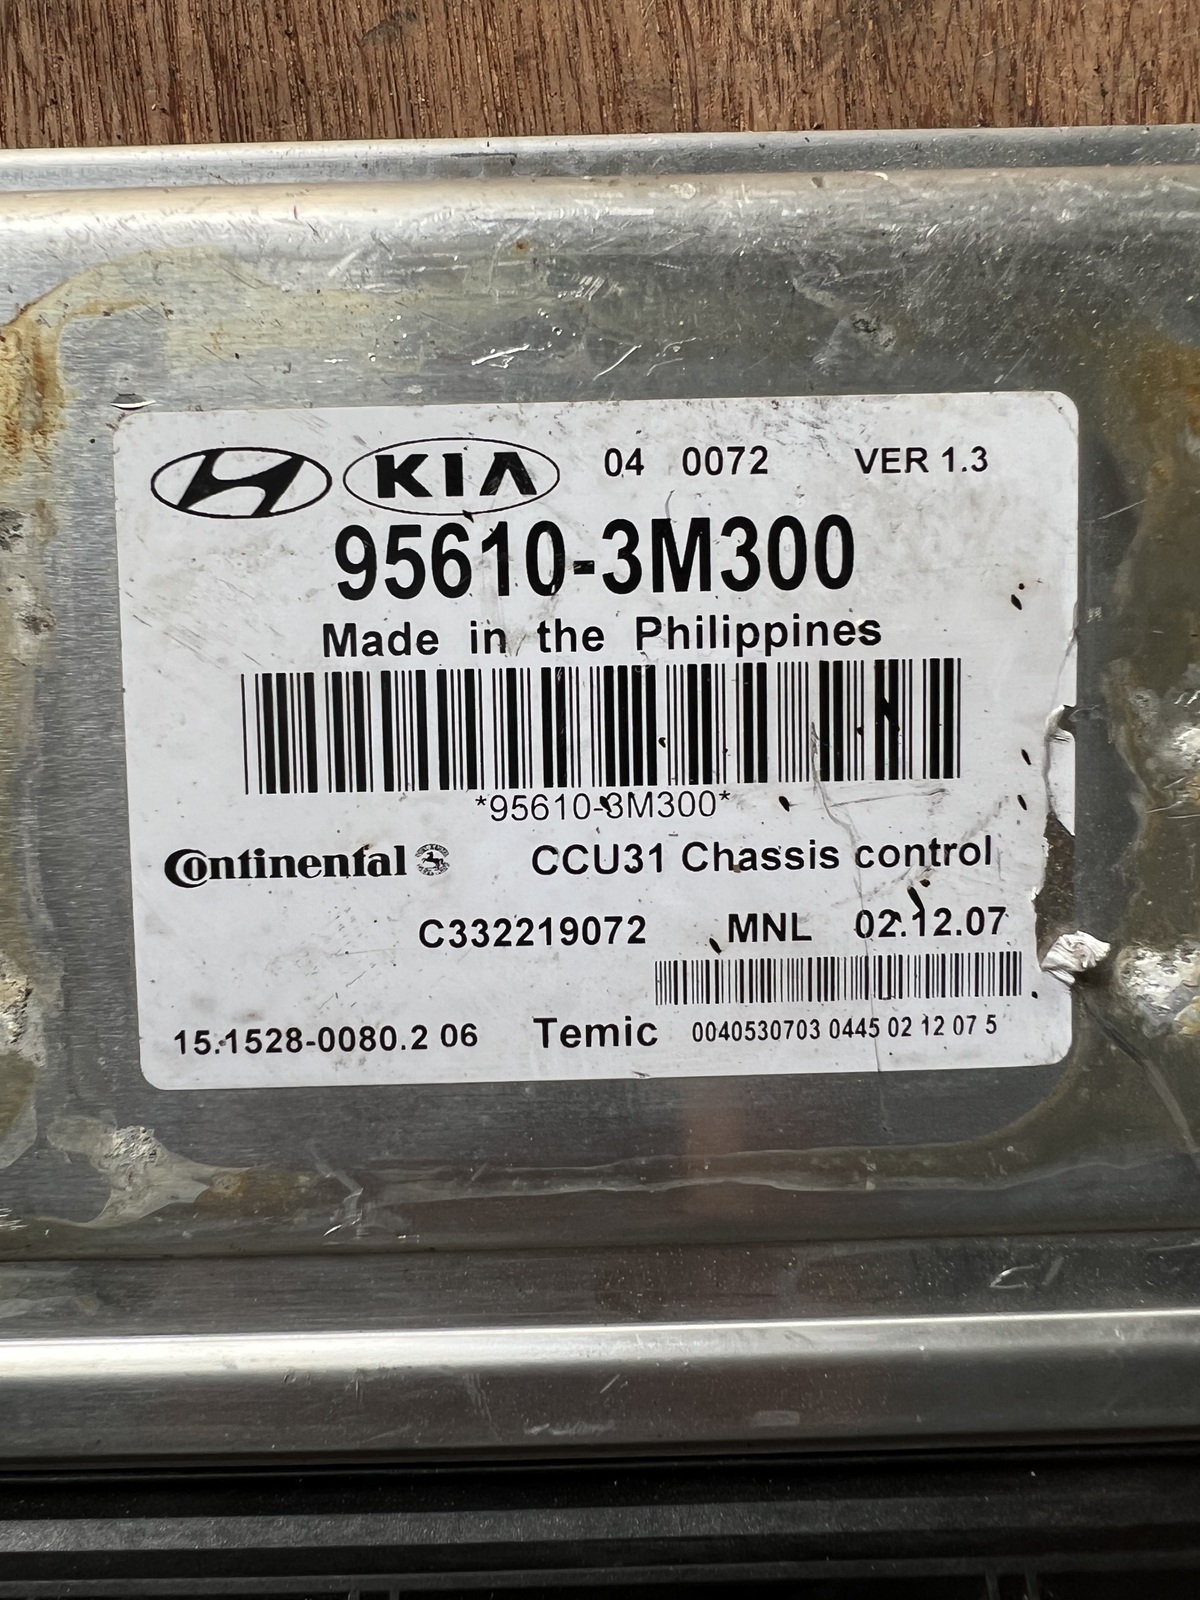 KIA 04 0072 VER 1.3
95610-3M300
Made in the Philippines
*95610-3M300*
Continental CCU31 Chassis control
C332219072 MNL 02.12.07
15.1528-0080.2 06 Temic 0040530703 0445 02 12 07 5